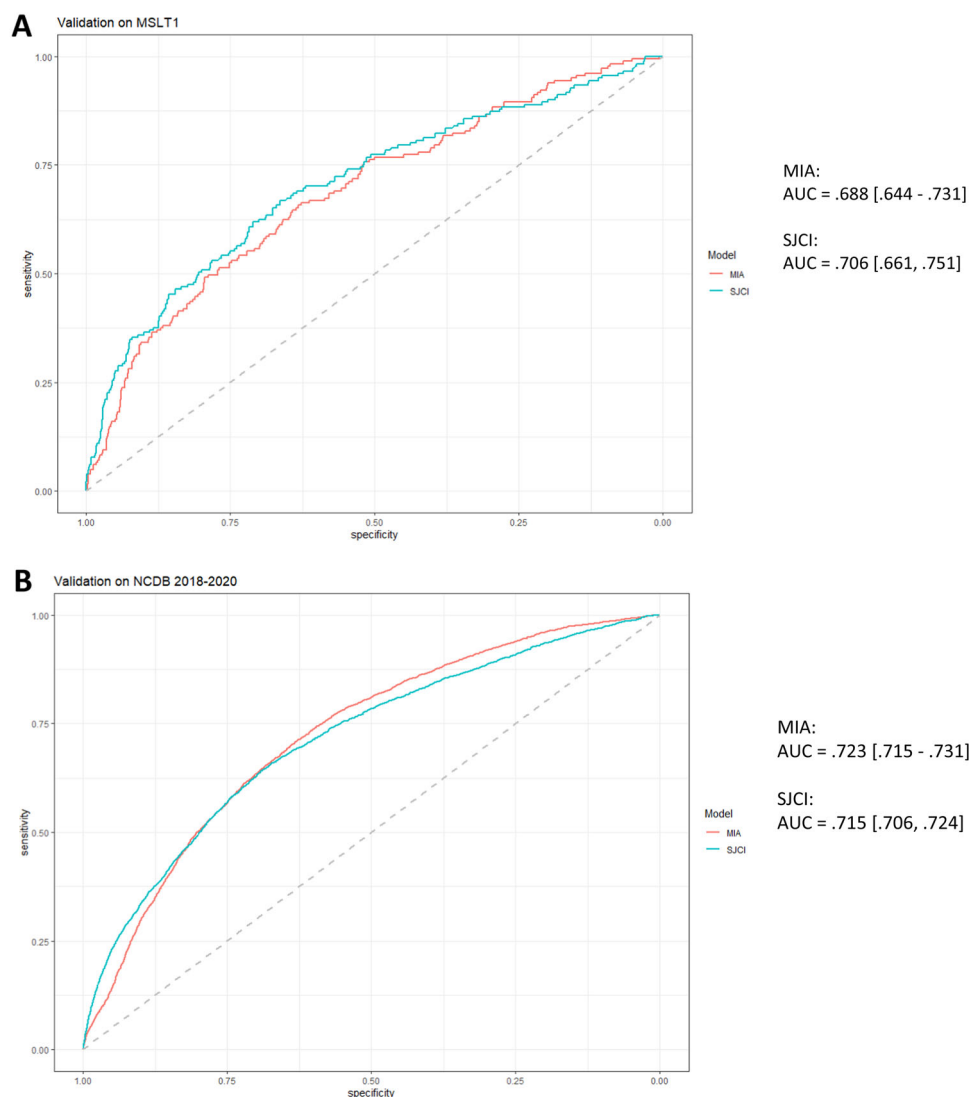 A
Validation on MSLT1
1.00
0.75
0.50
0.25
0.00
sensitivity
1.00
0.75
0.50
0.25
0.00
specificity
Model
MIA
SJCI
MIA:
AUC = .688 [.644 - .731]
SJCI:
AUC = .706 [.661, .751]
B
Validation on NCDB 2018-2020
1.00
0.75
0.50
0.25
0.00
sensitivity
1.00
0.75
0.50
0.25
0.00
specificity
Model
MIA
SJCI
MIA:
AUC = .723 [.715 - .731]
SJCI:
AUC = .715 [.706, .724]